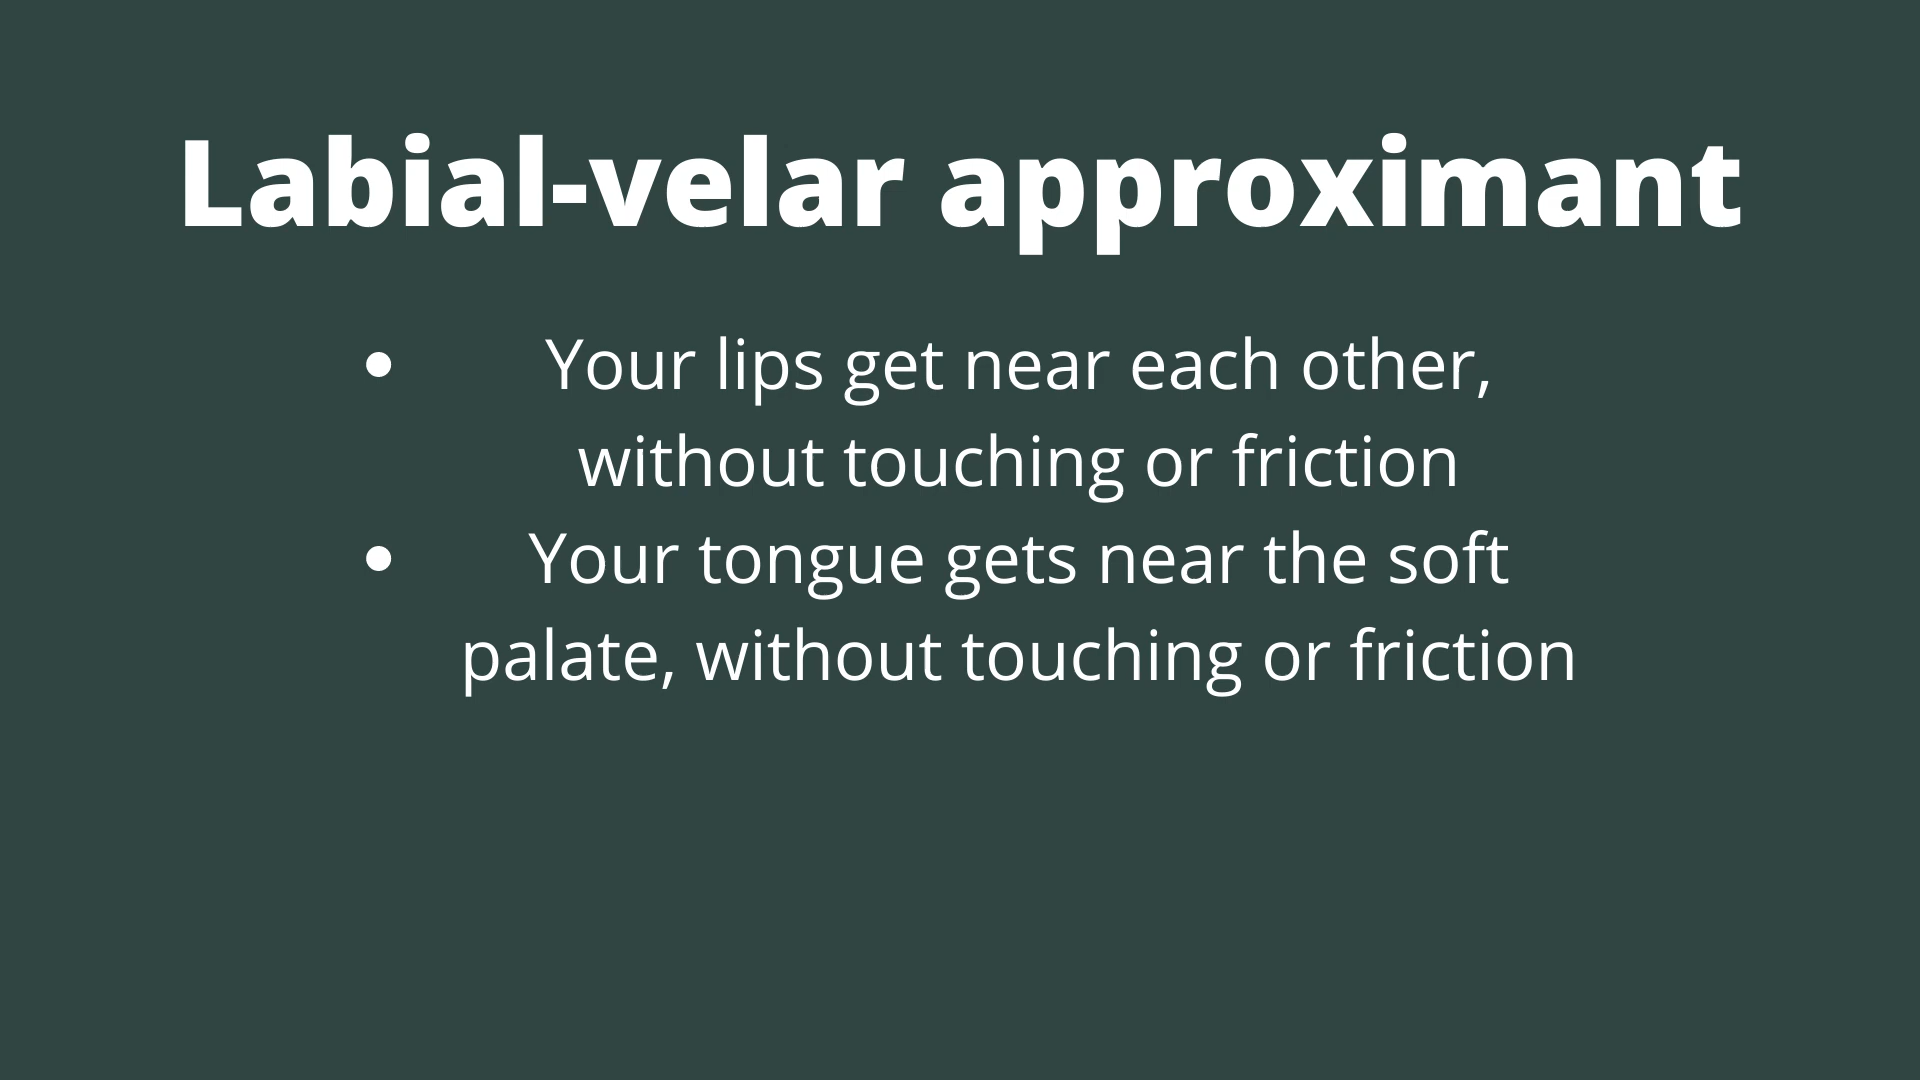 Labial-velar approximant
• Your lips get near each other,
without touching or friction
• Your tongue gets near the soft
palate, without touching or friction